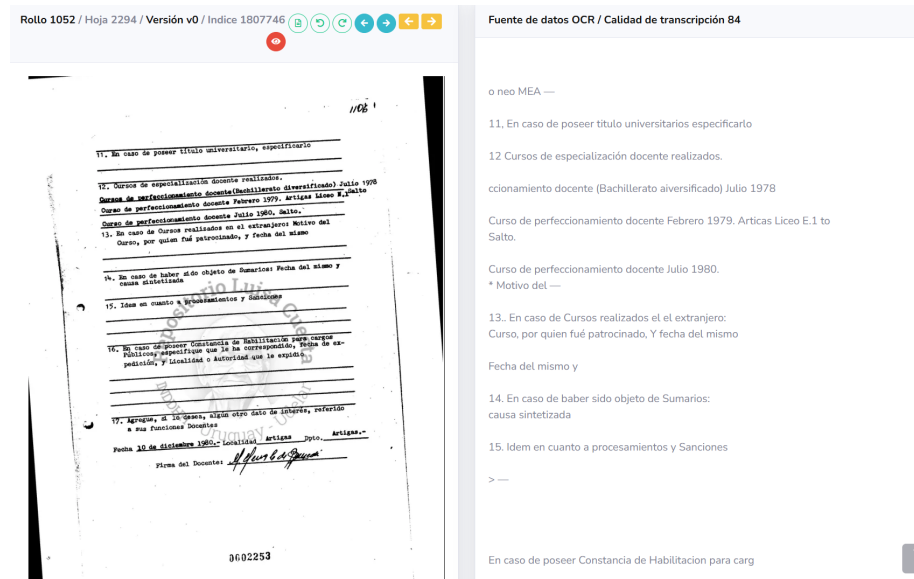 Rollo 1052 / Hoja 2294 / Versión v0 / Indice 1807746
1106
11. En caso de poseer título universitario, especificarlo
12. Cursos de especialización docente realizados.
Cursos de perfeccionamiento docente(Bachillerato diversificado) Julio 1978
Curso de perfeccionamiento docente Febrero 1979. Artigas Liceo N.1 Salto
Curso de perfeccionamiento docente Julio 1980, Salto.
13. En caso de Cursos realizados en el extranjero: Motivo del
Curso, por quien fué patrocinado, y fecha del mismo
14. En caso de haber sido objeto de Sumarios: Fecha del mismo y
causa sintetizada
15. Idem en cuanto a procesamientos y Sanciones
16. En caso de poseer Constancia de Habilitación para cargos
Públicos, especifique que le ha correspondido, fecha de ex-
pedición, y Licalidad o Autoridad que le expidió
17. Agregue, si lo desea, algún otro dato de interés, referido
a sus funciones Docentes
Fecha 10 de diciembre 1980.- Localidad Artigas Dpto. Artigas.-
Firma del Docente:
0002253
Repositorio Luisa Cuesta
Uruguay - Udelar
Fuente de datos OCR / Calidad de transcripción 84
o neo MEA —
11, En caso de poseer titulo universitarios especificarlo
12 Cursos de especialización docente realizados.
ccionamiento docente (Bachillerato aiversificado) Julio 1978
Curso de perfeccionamiento docente Febrero 1979. Articas Liceo E.1 to
Salto.
Curso de perfeccionamiento docente Julio 1980.
* Motivo del —
13.. En caso de Cursos realizados el el extranjero:
Curso, por quien fué patrocinado, Y fecha del mismo
Fecha del mismo y
14. En caso de baber sido objeto de Sumarios:
causa sintetizada
15. Idem en cuanto a procesamientos y Sanciones
> —
En caso de poseer Constancia de Habilitacion para carg